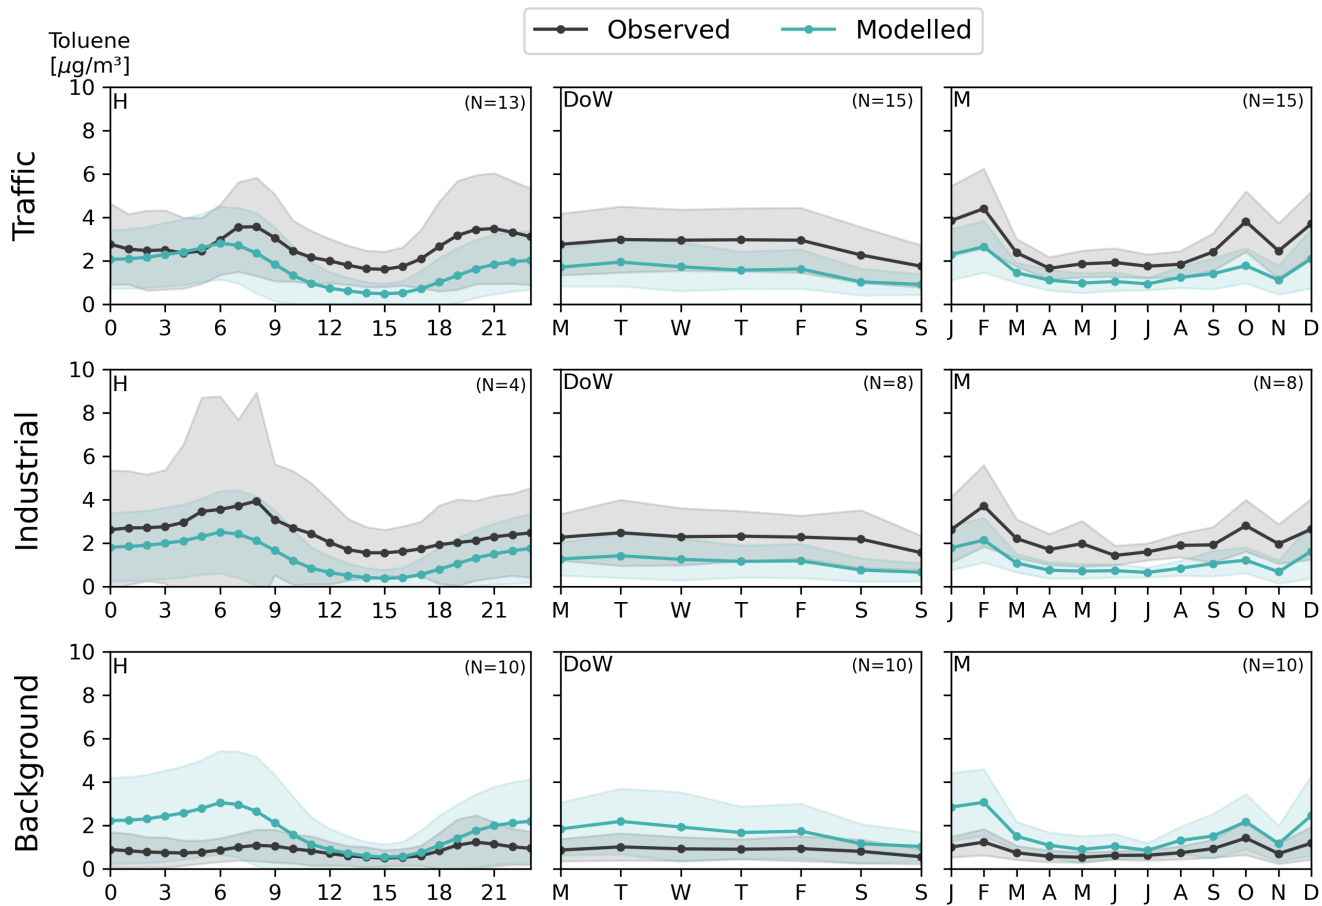 Observed Modelled
Toluene
[μg/m³]
Traffic
10
8
6
4
2
0
H (N=13)
0 3 6 9 12 15 18 21
DoW (N=15)
M T W T F S S
M (N=15)
J F M A M J J A S O N D
Industrial
10
8
6
4
2
0
H (N=4)
0 3 6 9 12 15 18 21
DoW (N=8)
M T W T F S S
M (N=8)
J F M A M J J A S O N D
Background
10
8
6
4
2
0
H (N=10)
0 3 6 9 12 15 18 21
DoW (N=10)
M T W T F S S
M (N=10)
J F M A M J J A S O N D